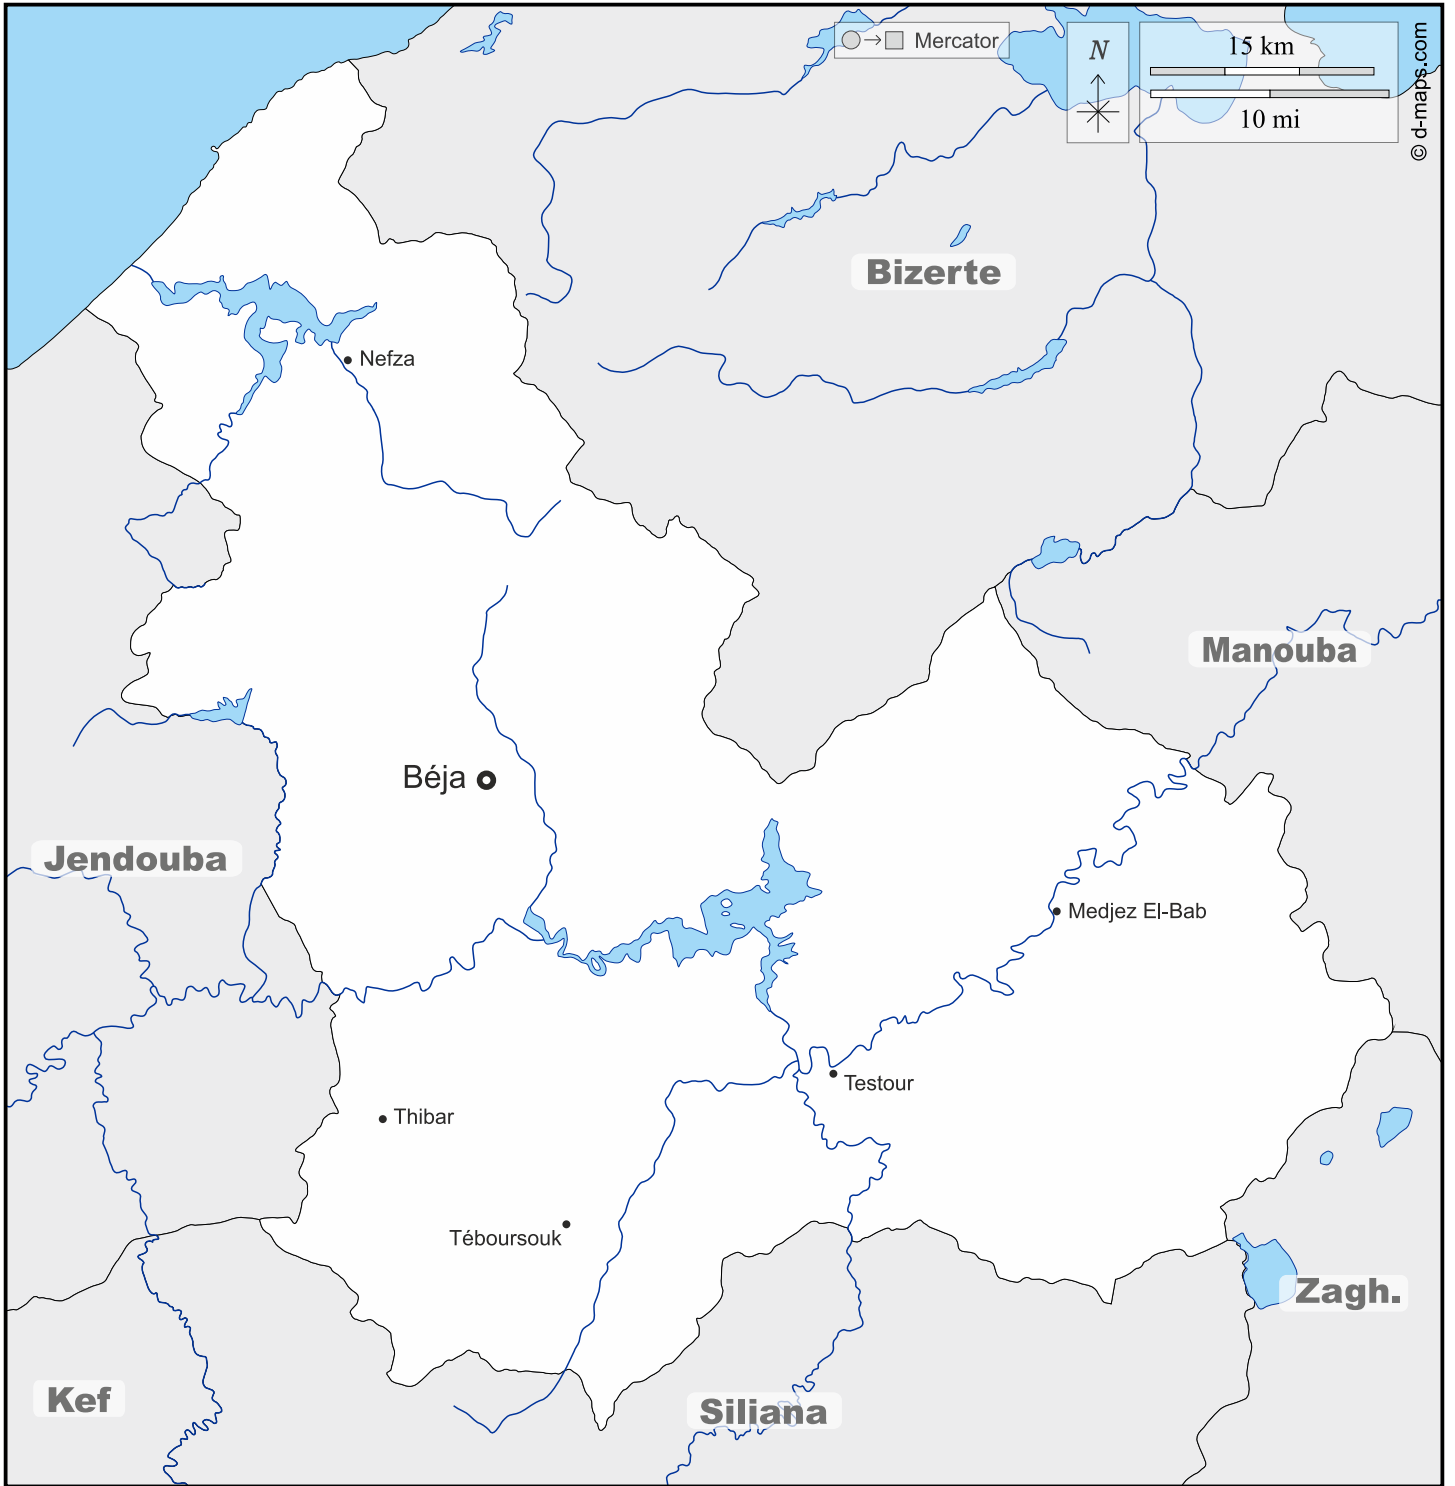 Mercator
N
15 km
10 mi
© d-maps.com
Bizerte
Nefza
Manouba
Béja
Jendouba
Medjez El-Bab
Testour
Thibar
Téboursouk
Zagh.
Kef
Siliana